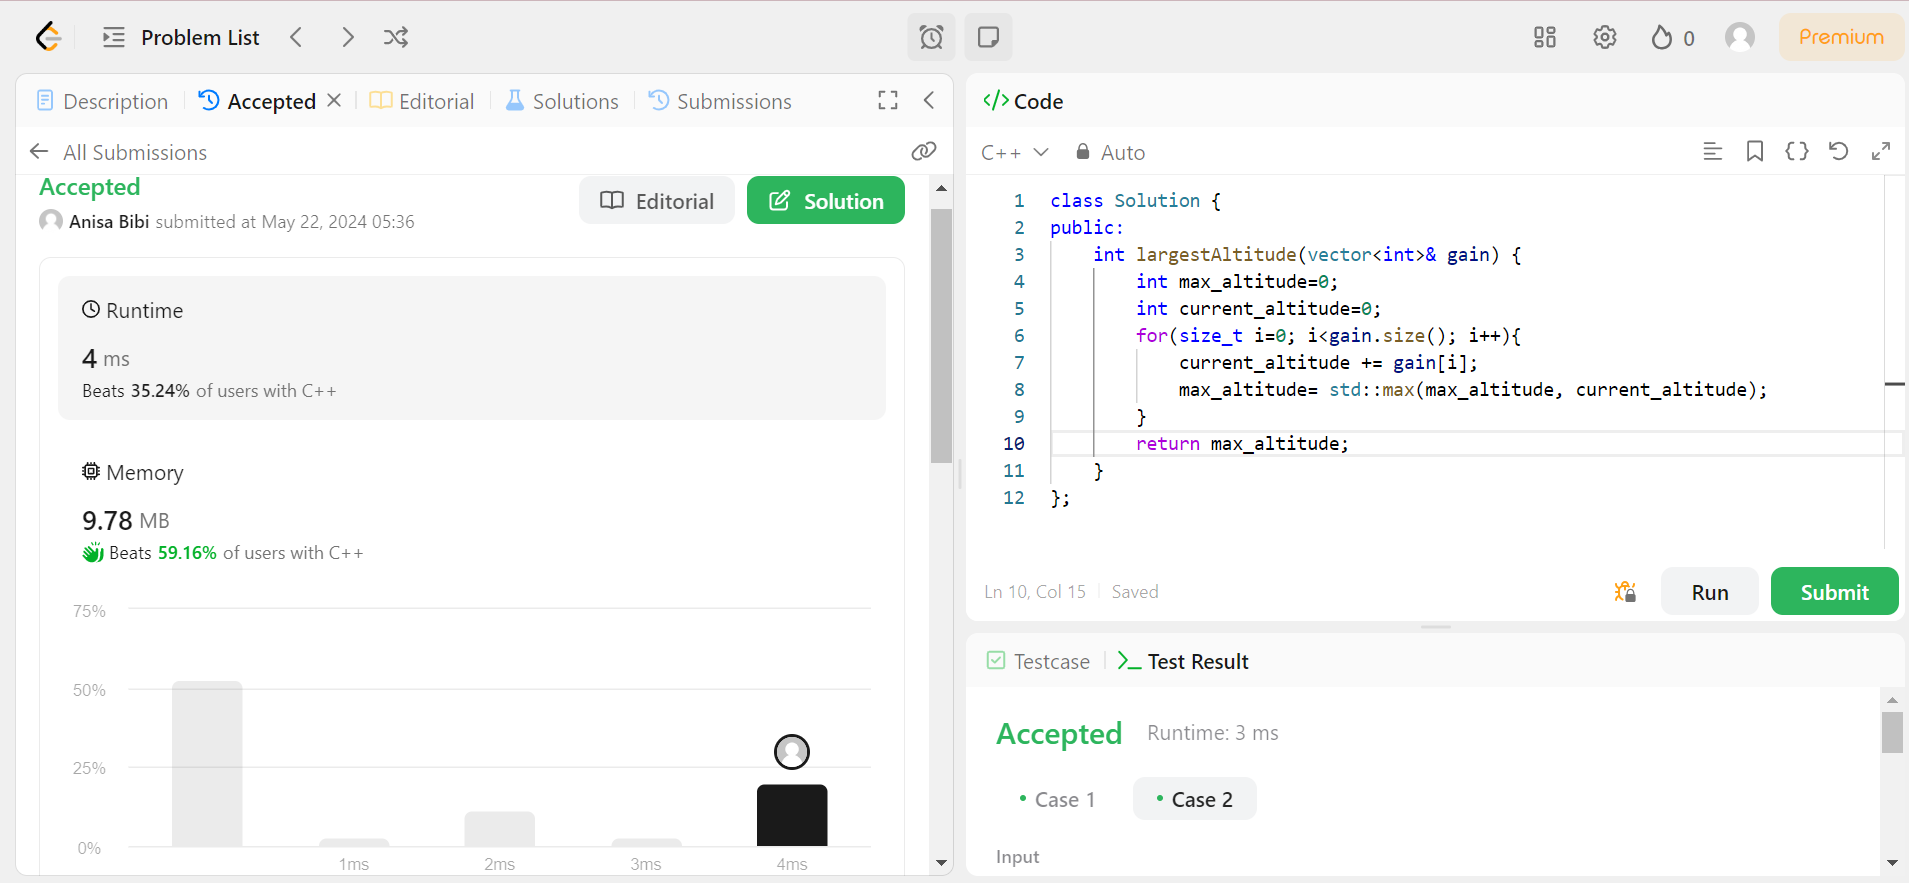 Problem List
0
Premium
Description
Accepted
Editorial
Solutions
Submissions
All Submissions
Accepted
Anisa Bibi submitted at May 22, 2024 05:36
Editorial
Solution
Runtime
4 ms
Beats 35.24% of users with C++
Memory
9.78 MB
Beats 59.16% of users with C++
75%
50%
25%
0%
1ms 2ms 3ms 4ms
</> Code
C++ Auto
1 class Solution {
2 public:
3 int largestAltitude(vector<int>& gain) {
4 int max_altitude=0;
5 int current_altitude=0;
6 for(size_t i=0; i<gain.size(); i++){
7 current_altitude += gain[i];
8 max_altitude= std::max(max_altitude, current_altitude);
9 }
10 return max_altitude;
11 }
12 };
Ln 10, Col 15 Saved
Run
Submit
Testcase
Test Result
Accepted Runtime: 3 ms
• Case 1 • Case 2
Input